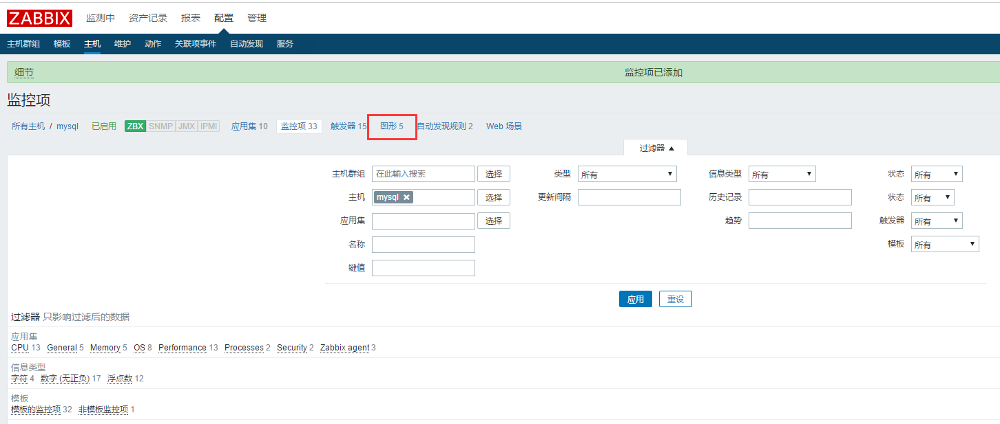 ZABBIX 监测中 资产记录 报表 配置 管理
主机群组 模板 主机 维护 动作 关联项事件 自动发现 服务
细节 监控项已添加
监控项
所有主机 / mysql 已启用 ZBX SNMP JMX IPMI 应用集 10 监控项 33 触发器 15 图形 5 自动发现规则 2 Web 场景
过滤器 ▲
主机群组 在此输入搜索 选择 类型 所有 信息类型 所有 状态 所有
主机 mysql ✖ 选择 更新间隔 历史记录 状态 所有
应用集 选择 趋势 触发器 所有
名称 模板 所有
键值
应用 重设
过滤器 只影响过滤后的数据
应用集
CPU 13 General 5 Memory 5 OS 8 Performance 13 Processes 2 Security 2 Zabbix agent 3
信息类型
字符 4 数字 (无正负) 17 浮点数 12
模板
模板的监控项 32 非模板监控项 1